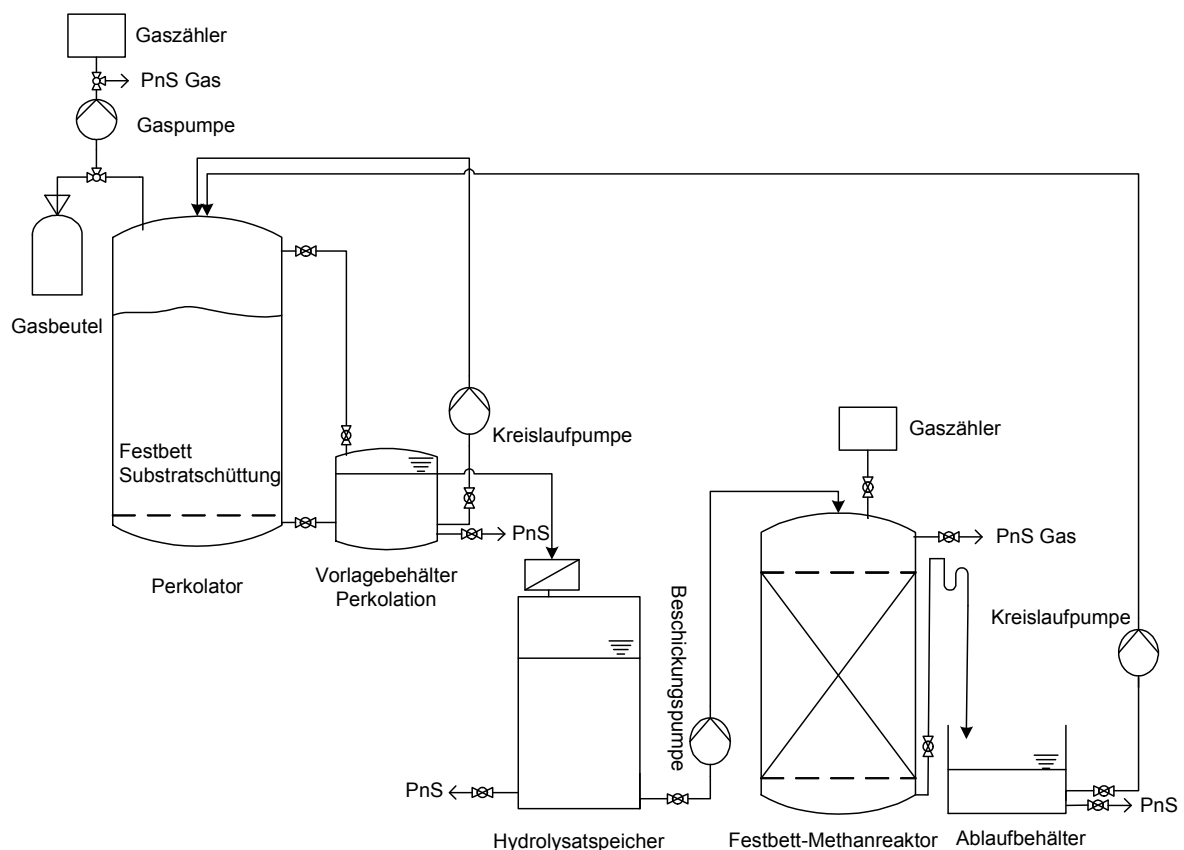 Gaszähler
PnS Gas
Gaspumpe
Gasbeutel
Festbett
Substratschüttung
Kreislaufpumpe
Gaszähler
PnS
PnS Gas
Perkolator
Vorlagebehälter
Perkolation
Beschickungspumpe
Kreislaufpumpe
PnS
PnS
Hydrolysatspeicher
Festbett-Methanreaktor
Ablaufbehälter